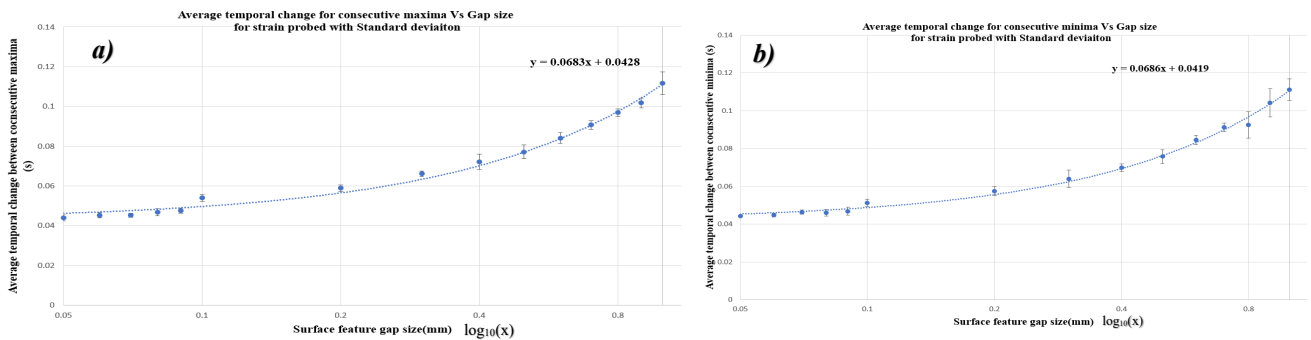 Average temporal change for consecutive maxima Vs Gap size
for strain probed with Standard deviaiton
a)
y = 0.0683x + 0.0428
Average temporal change between cocnsecutive maxima
(s)
0.14
0.12
0.1
0.08
0.06
0.04
0.02
0
0.05
0.1
0.2
0.4
0.8
Surface feature gap size(mm) log10(x)
Average temporal change for consecutive minima Vs Gap size
for strain probed with Standard deviaiton
b)
y = 0.0686x + 0.0419
Average temporal change between cocnsecutive minima (s)
0.14
0.12
0.1
0.08
0.06
0.04
0.02
0
0.05
0.1
0.2
0.4
0.8
Surface feature gap size(mm) log10(x)